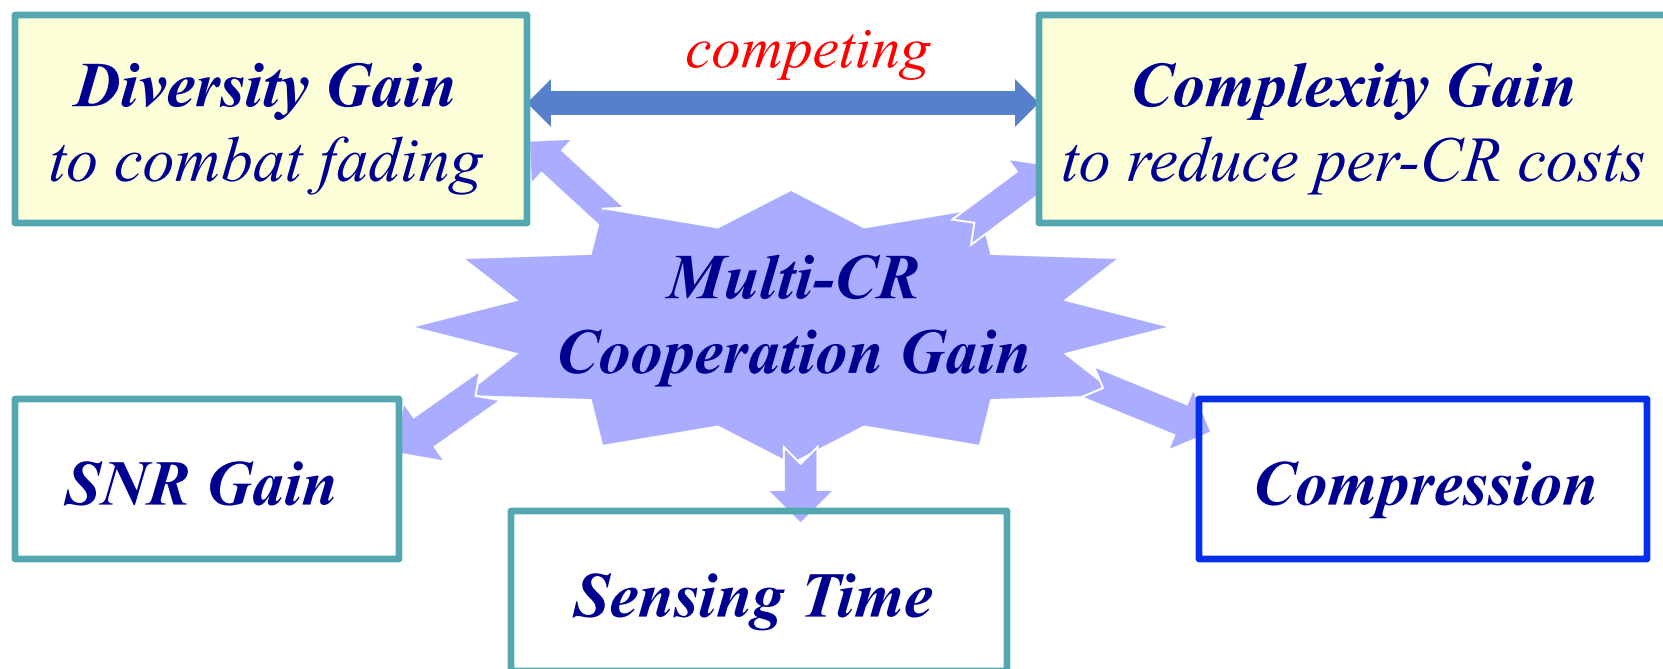 competing
Diversity Gain
to combat fading
Complexity Gain
to reduce per-CR costs
Multi-CR
Cooperation Gain
SNR Gain
Sensing Time
Compression